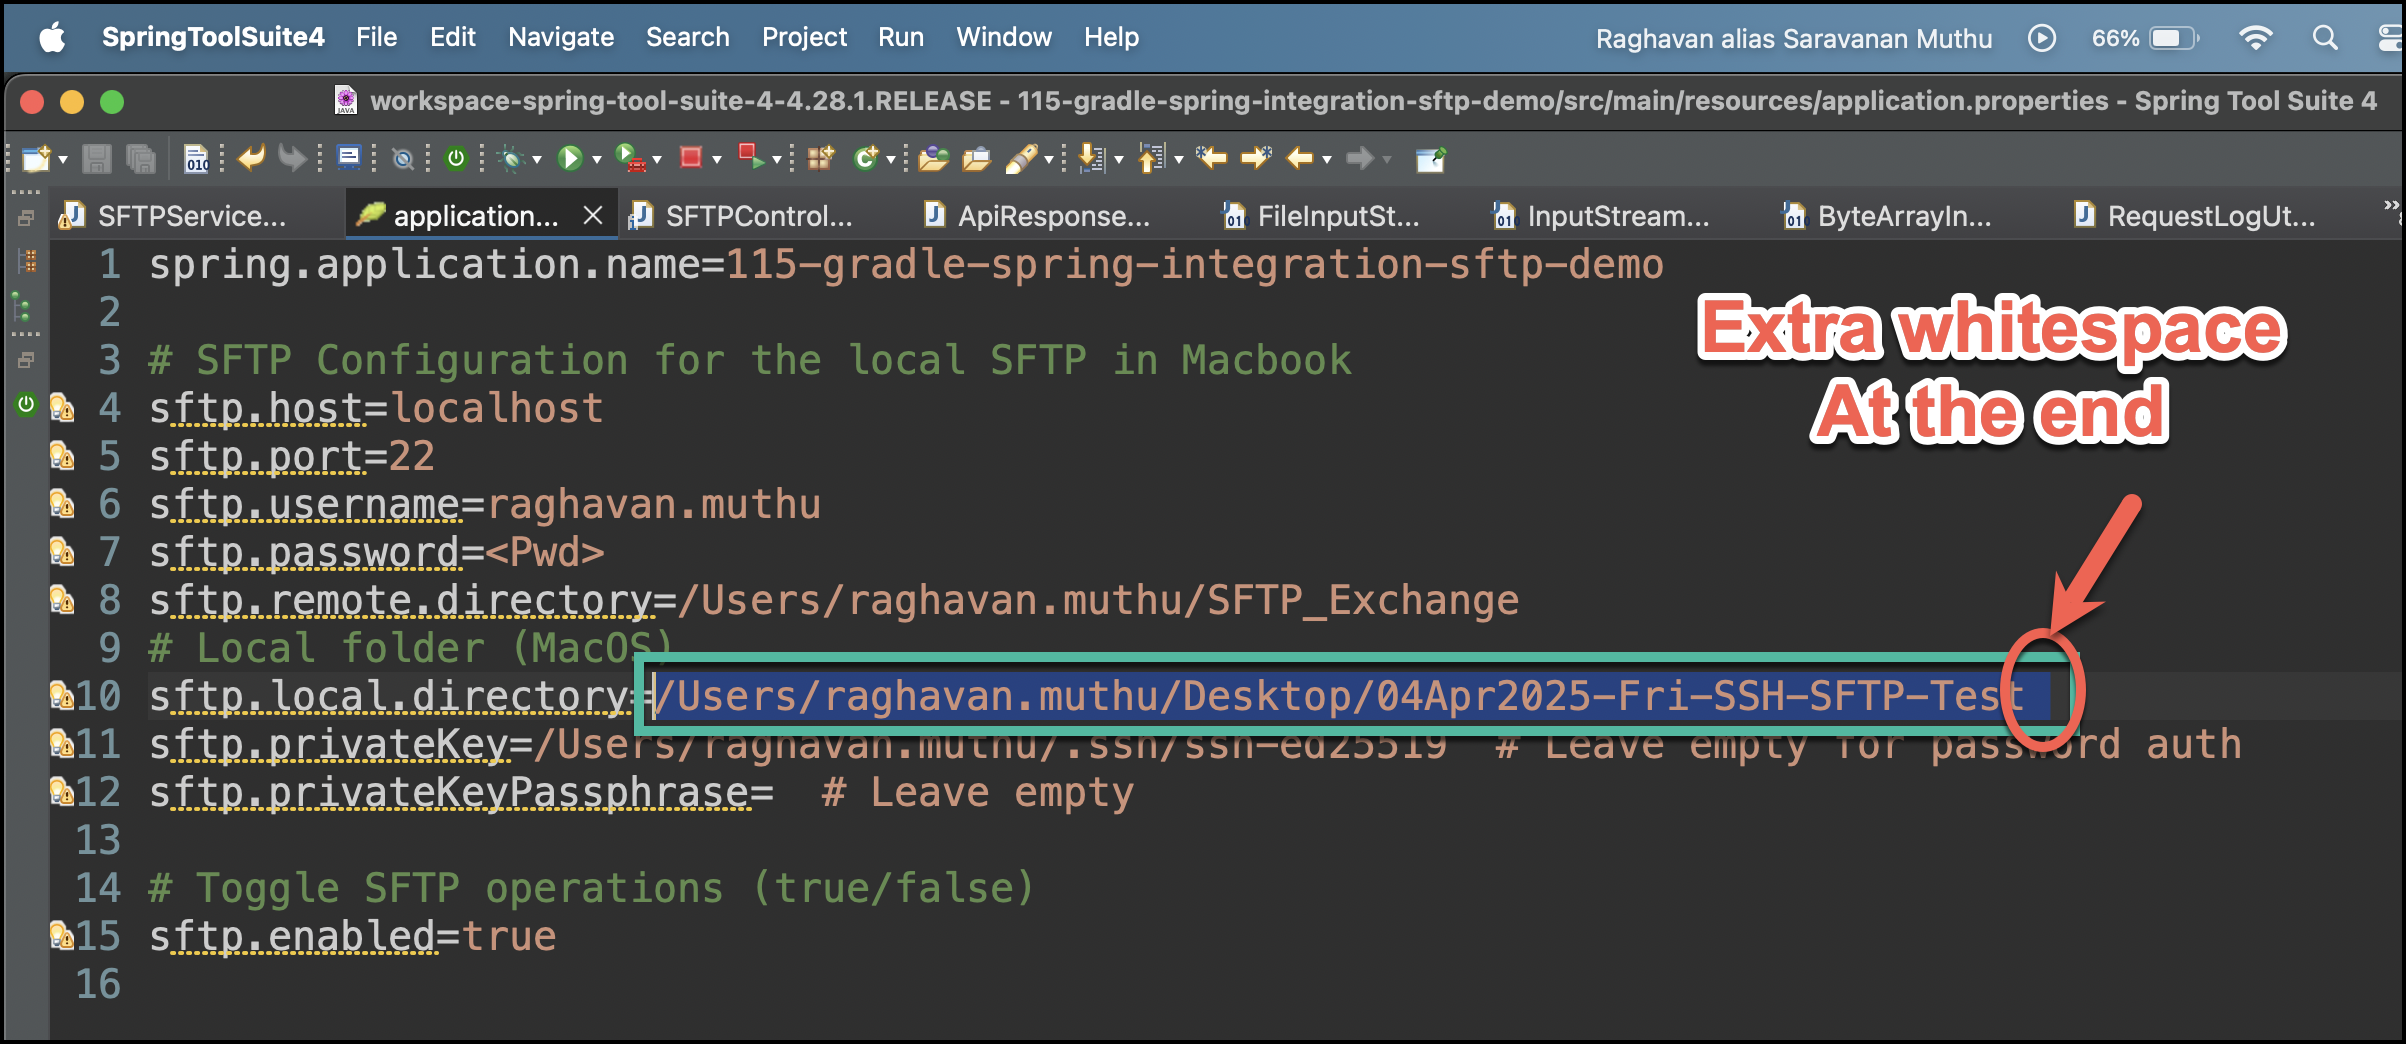 SpringToolSuite4 File Edit Navigate Search Project Run Window Help Raghavan alias Saravanan Muthu 66%
workspace-spring-tool-suite-4-4.28.1.RELEASE - 115-gradle-spring-integration-sftp-demo/src/main/resources/application.properties - Spring Tool Suite 4
SFTPService... application... SFTPControl... ApiResponse... FileInputSt... InputStream... ByteArrayIn... RequestLogUt...
1 spring.application.name=115-gradle-spring-integration-sftp-demo
2
3 # SFTP Configuration for the local SFTP in Macbook
4 sftp.host=localhost
5 sftp.port=22
6 sftp.username=raghavan.muthu
7 sftp.password=<Pwd>
8 sftp.remote.directory=/Users/raghavan.muthu/SFTP_Exchange
9 # Local folder (MacOS)
10 sftp.local.directory=/Users/raghavan.muthu/Desktop/04Apr2025-Fri-SSH-SFTP-Test
11 sftp.privateKey=/Users/raghavan.muthu/.ssh/ssh-ed25519  # Leave empty for password auth
12 sftp.privateKeyPassphrase=  # Leave empty
13
14 # Toggle SFTP operations (true/false)
15 sftp.enabled=true
16
Extra whitespace
At the end